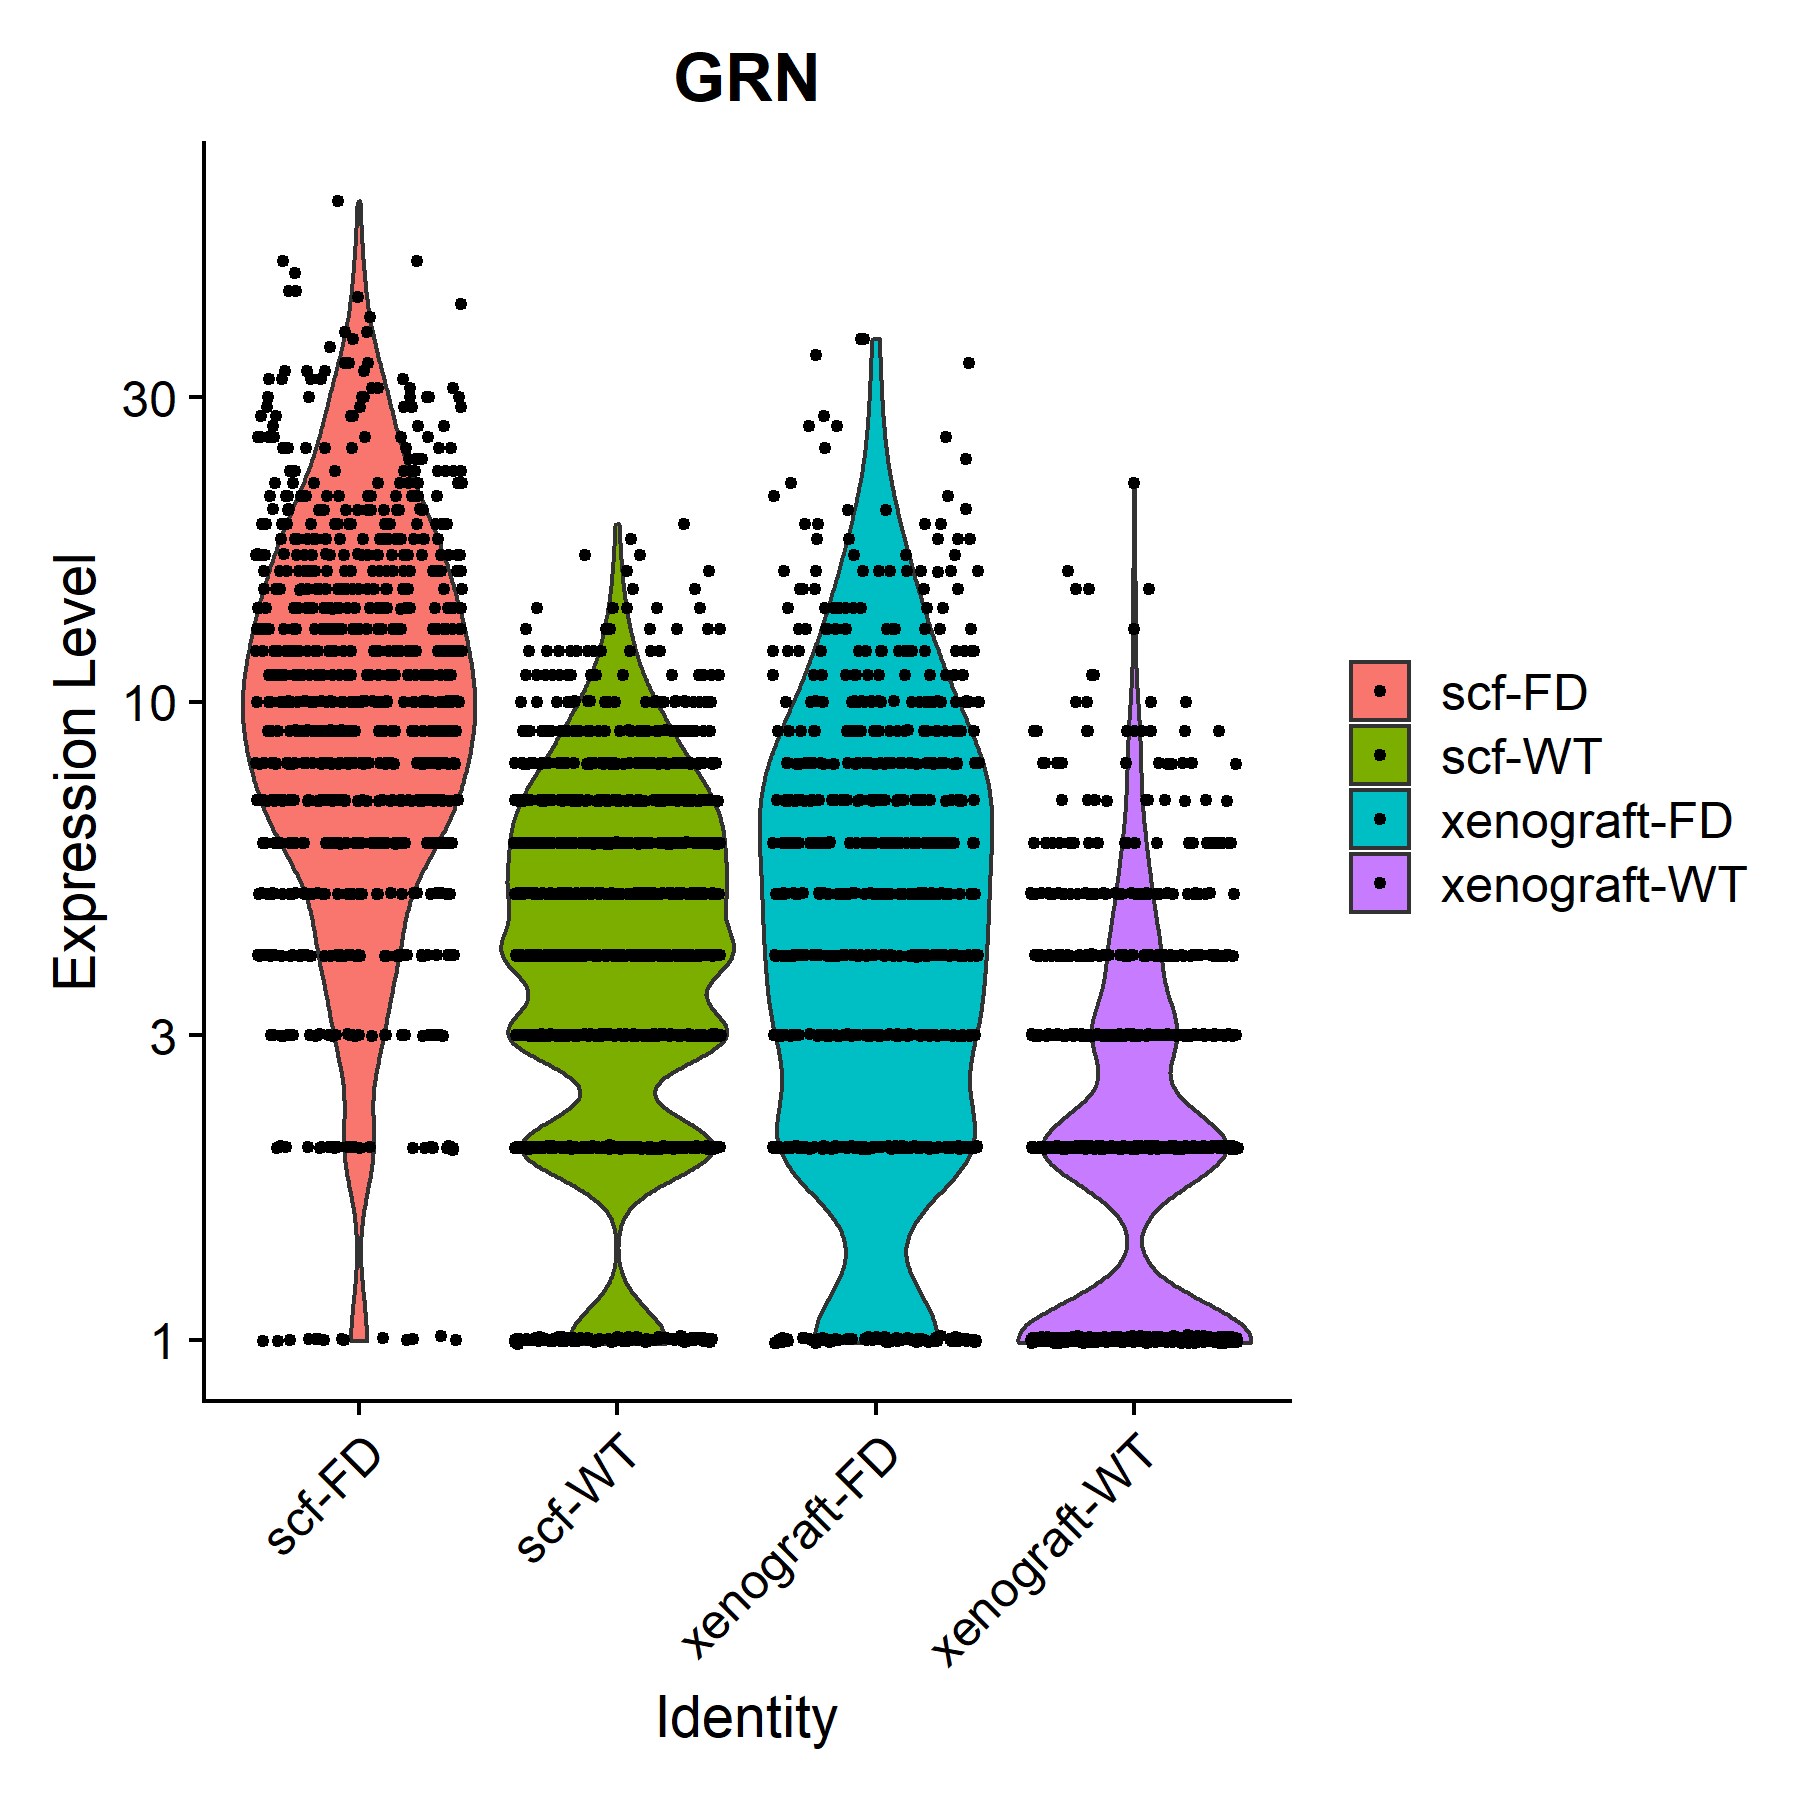 GRN
Expression Level
30
10
3
1
scf-FD
scf-WT
xenograft-FD
xenograft-WT
Identity
scf-FD
scf-WT
xenograft-FD
xenograft-WT